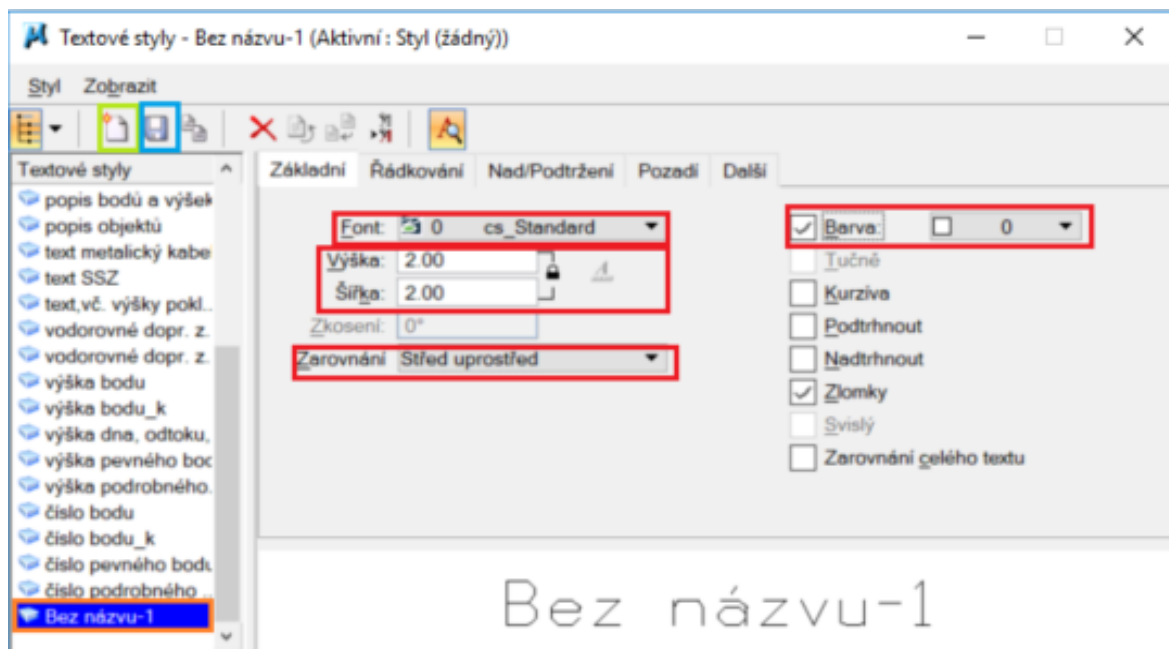 Textové styly - Bez názvu-1 (Aktivní : Styl (žádný))
Styl Zobrazit
Textové styly
popis bodů a výšek
popis objektů
text metalický kabe
text SSZ
text,vč. výšky pokl...
vodorovné dopr. z.
vodorovné dopr. z.
výška bodu
výška bodu_k
výška dna, odtoku,
výška pevného boc
výška podrobného.
číslo bodu
číslo bodu_k
číslo pevného bodu
číslo podrobného ...
Bez názvu-1
Základní Řádkování Nad/Podtržení Pozadí Další
Font: 0 cs_Standard
Výška: 2.00
Šířka: 2.00
Zkosení: 0°
Zarovnání Střed uprostřed
Barva: 0
Tučné
Kurzíva
Podtrhnout
Nadtrhnout
Zlomky
Svislý
Zarovnání celého textu
Bez názvu-1